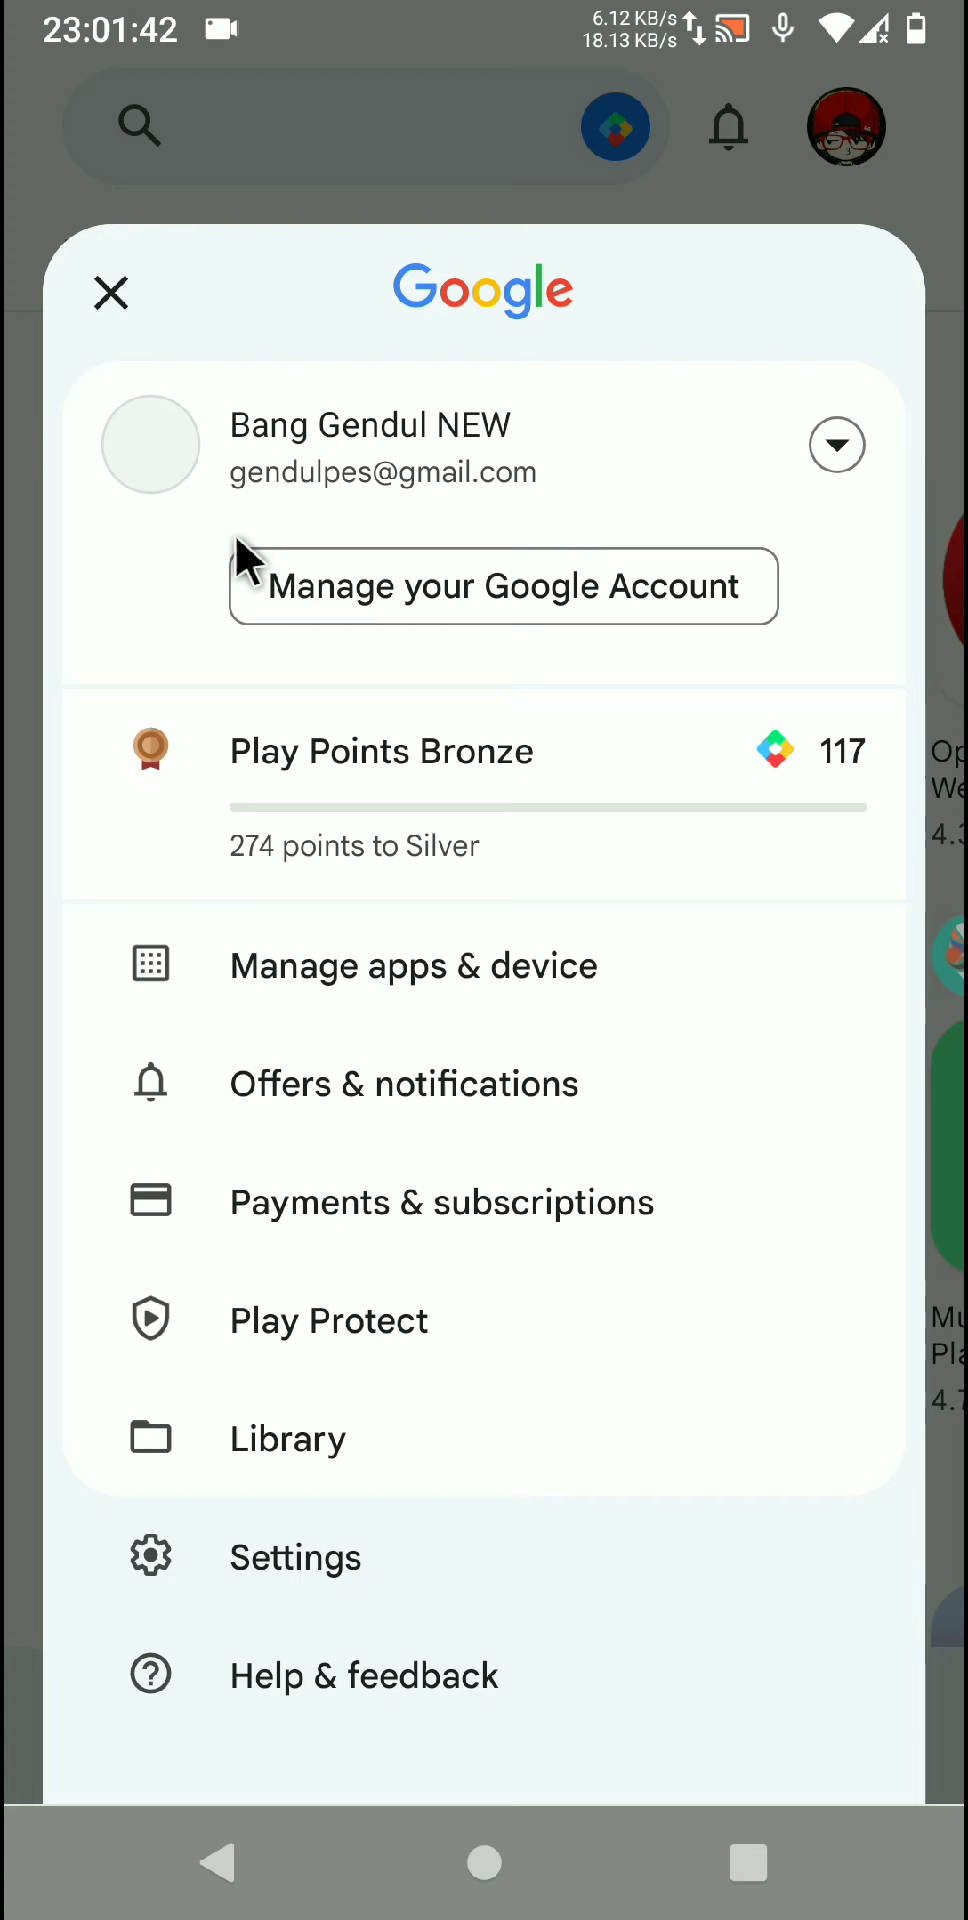 23:01:42
6.12 KB/s
18.13 KB/s
Google
Bang Gendul NEW
gendulpes@gmail.com
Manage your Google Account
Play Points Bronze 117
274 points to Silver
Manage apps & device
Offers & notifications
Payments & subscriptions
Play Protect
Library
Settings
Help & feedback